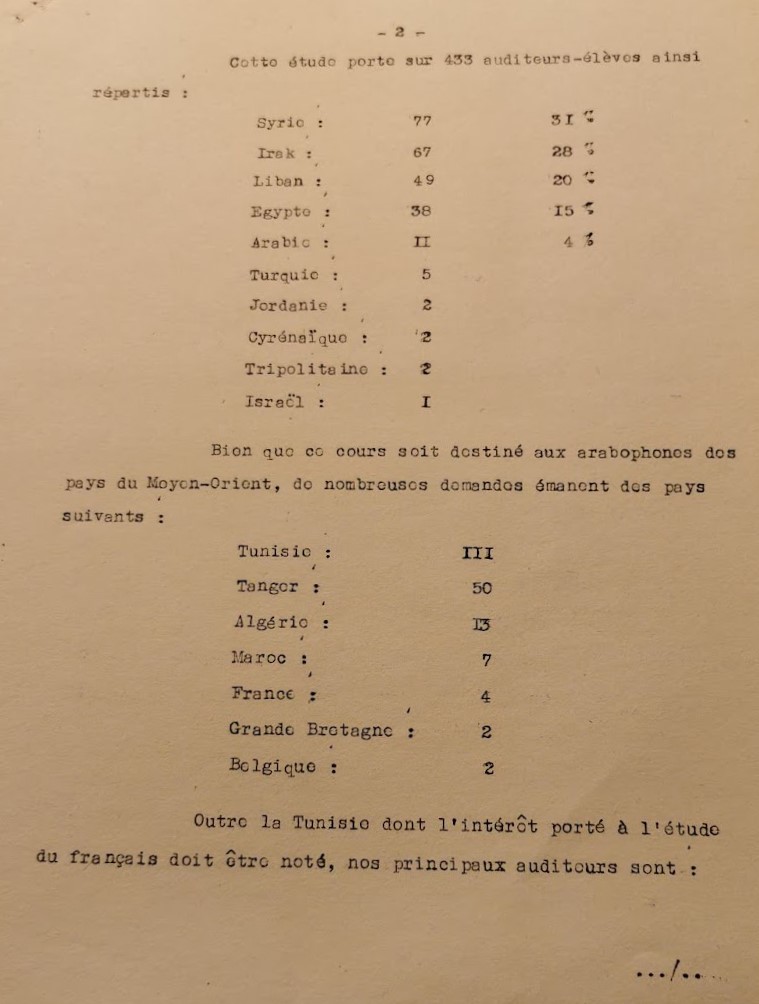 - 2 -
Cette étude porte sur 433 auditeurs-élèves ainsi
répertis :
Syrie : 77 31 %
Irak : 67 28 %
Liban : 49 20 %
Egypte : 38 I5 %
Arabie : II 4 %
Turquie : 5
Jordanie : 2
Cyrénaïque : 2
Tripolitaine : 2
Israël : I
Bien que ce cours soit destiné aux arabophones des
pays du Moyen-Orient, de nombreuses demandes émanent des pays
suivants :
Tunisie : III
Tanger : 50
Algérie : I3
Maroc : 7
France : 4
Grande Bretagne : 2
Belgique : 2
Outre la Tunisie dont l'intérêt porté à l'étude
du français doit être noté, nos principaux auditeurs sont :
.../...